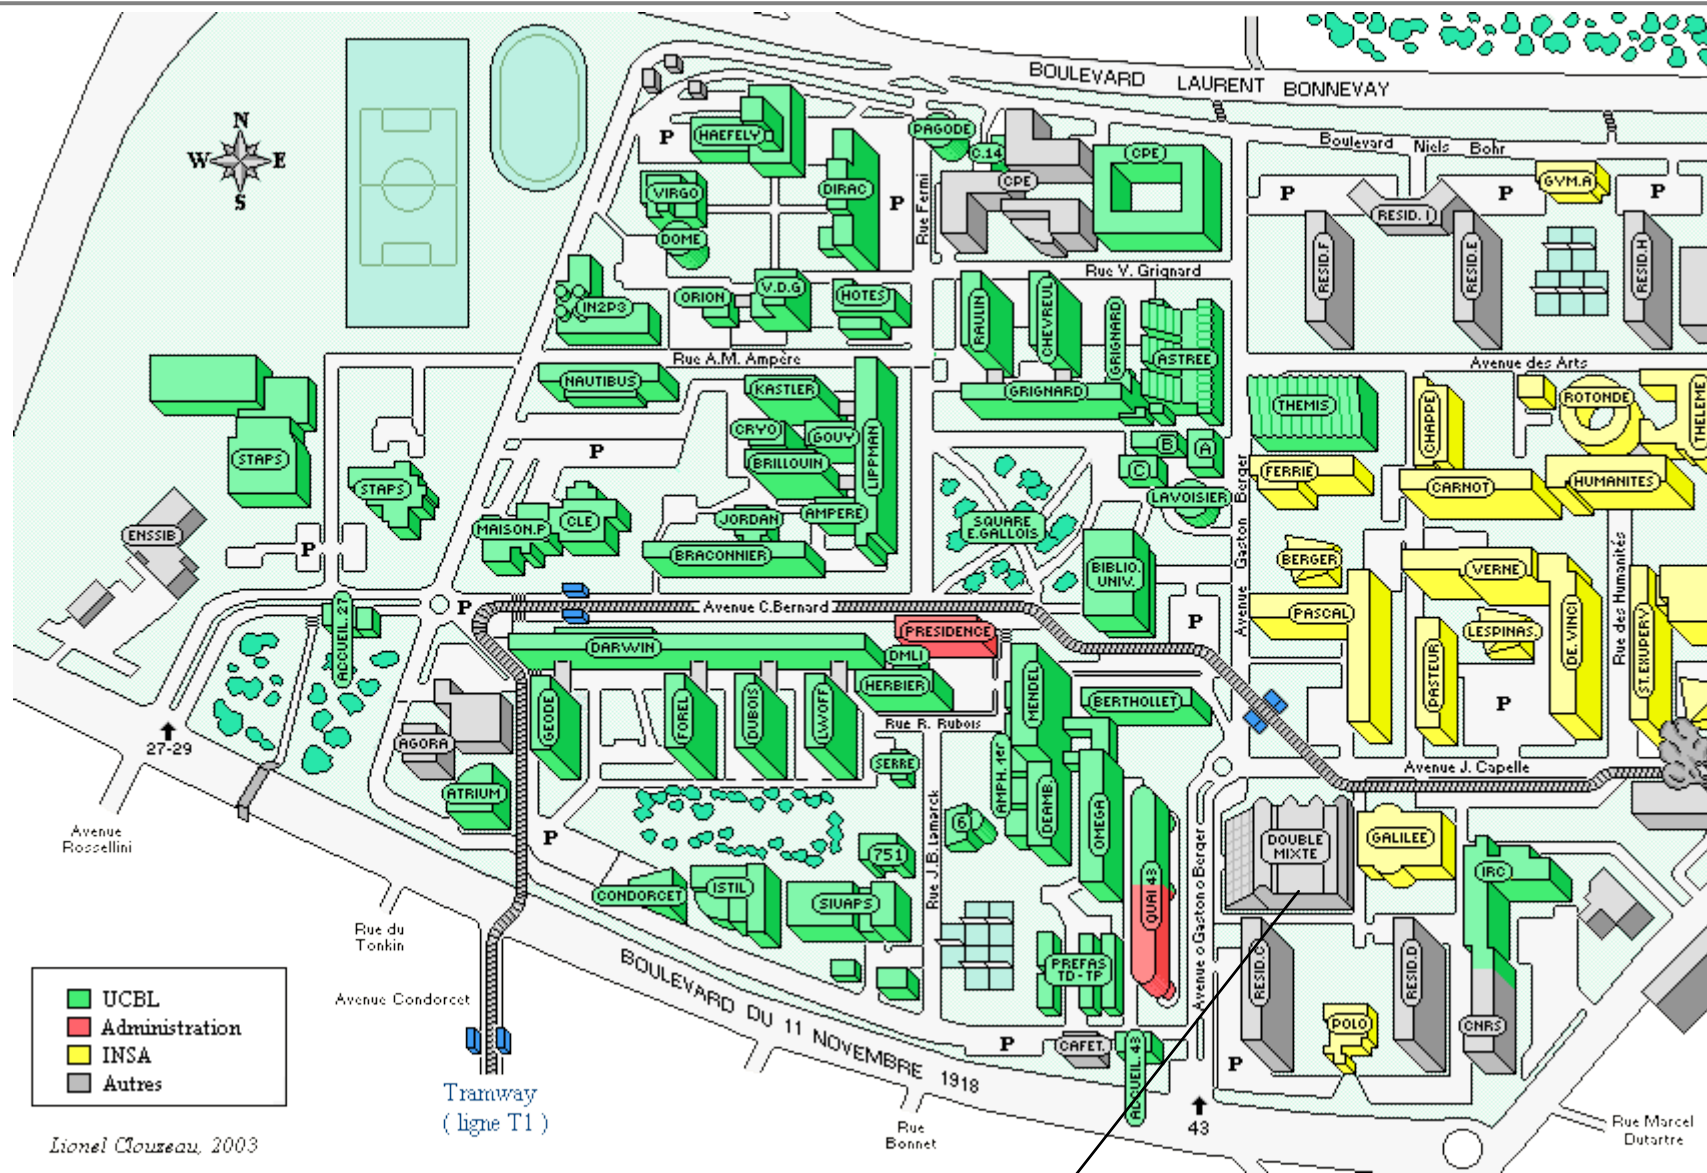 BOULEVARD LAURENT BONNEVAY
Boulevard Niels Bohr
N
W E
S
P
HAEFELY
PAGODE
C.14
CPE
CPE
VIRGO
DIRAC
P
Rue Fermi
DOME
P
RESID. I
P
GYM.A
P
RESID.F
RESID.E
RESID.H
Rue V. Grignard
IN2P3
ORION
V.D.G
HOTES
RAULIN
CHEVREUL
GRIGNARD
ASTREE
Rue A.M. Ampère
Avenue des Arts
NAUTIBUS
KASTLER
GRIGNARD
THEMIS
CHAPPE
ROTONDE
THELEME
CRYO
GOUY
LIPPMAN
BRILLOUIN
P
B
A
C
STAPS
STAPS
FERRIE
CARNOT
HUMANITES
LAVOISIER
Avenue Gaston Berger
ENSSIB
P
MAISON.P
CLE
JORDAN
AMPERE
BRACONNIER
SQUARE
E.GALLOIS
BIBLIO.
UNIV.
BERGER
VERNE
Rue des Humanités
ACCUEIL 27
P
Avenue C.Bernard
P
PASCAL
PASTEUR
LESPINAS.
DE.VINCI
ST.EXUPERY
DARWIN
PRESIDENCE
DMLI
HERBIER
MENDEL
BERTHOLLET
P
GEODE
FOREL
DUBOIS
LWOFF
Rue R. Rubois
27-29
AGORA
SERRE
AMPH. 1er
DEAMB.
OMEGA
Avenue J. Capelle
ATRIUM
P
6
751
Rue J.B.Lamarck
QUAI 43
Avenue o Gaston o Berger
DOUBLE
MIXTE
GALILEE
IRC
Avenue
Rossellini
CONDORCET
ISTIL
SIUAPS
Rue du
Tonkin
PREFAS
TD-TP
RESID.C
RESID.D
POLO
CNRS
Avenue Condorcet
BOULEVARD DU 11 NOVEMBRE 1918
P
CAFET.
ACCUEIL 43
P
43
UCBL
Administration
INSA
Autres
Tramway
( ligne T1 )
Rue
Bonnet
Rue Marcel
Dutartre
Lionel Clouzeau, 2003